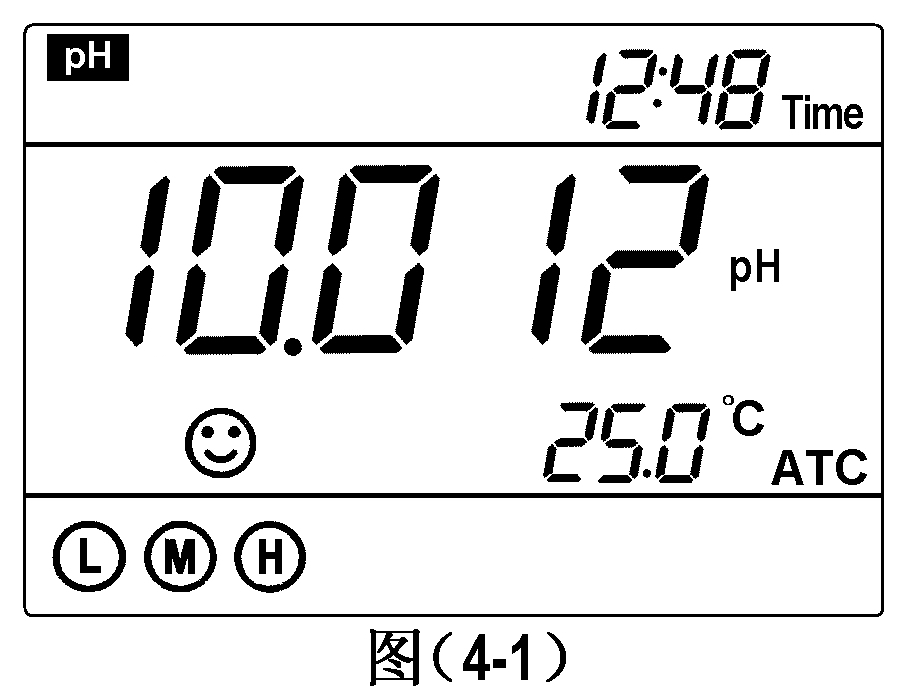 pH 12:48 Time
10.012 pH
25.0 ℃
ATC
L M H
图(4-1)